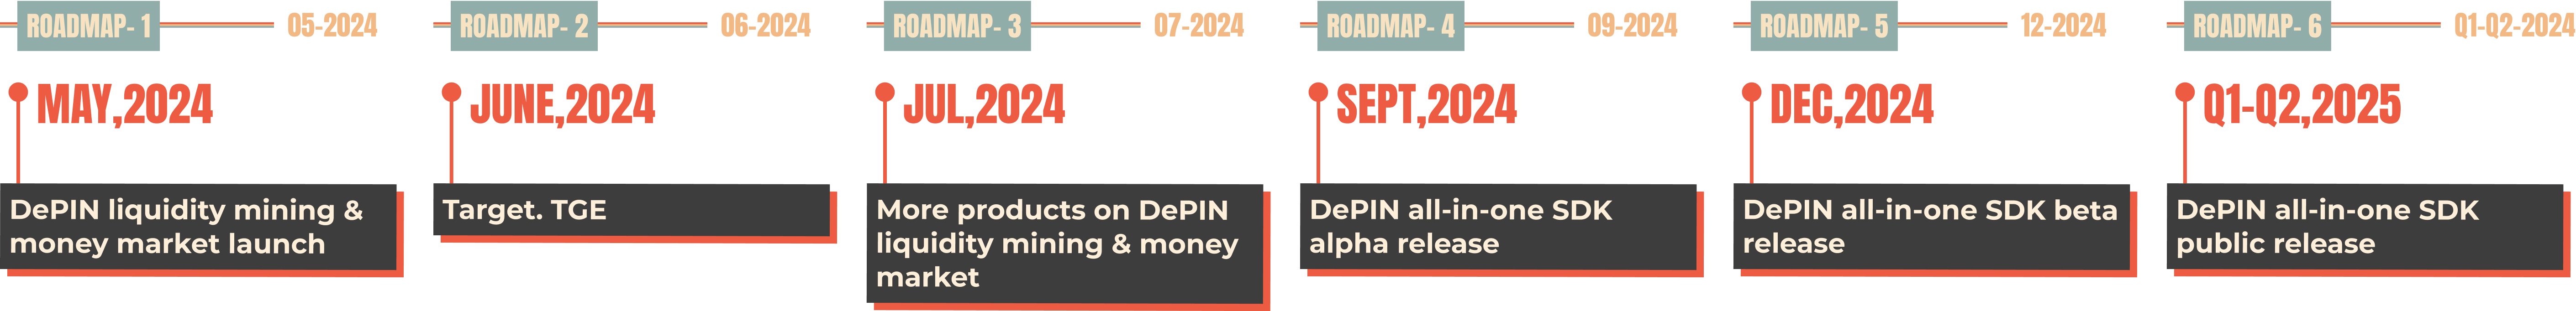 ROADMAP- 1
05-2024
MAY,2024
DePIN liquidity mining &
money market launch
ROADMAP- 2
06-2024
JUNE,2024
Target. TGE
ROADMAP- 3
07-2024
JUL,2024
More products on DePIN
liquidity mining & money
market
ROADMAP- 4
09-2024
SEPT,2024
DePIN all-in-one SDK
alpha release
ROADMAP- 5
12-2024
DEC,2024
DePIN all-in-one SDK beta
release
ROADMAP- 6
Q1-Q2-2024
Q1-Q2,2025
DePIN all-in-one SDK
public release